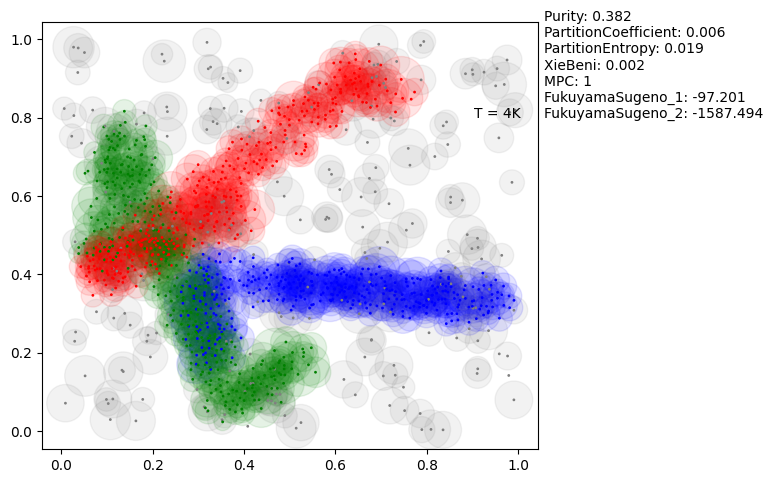 Purity: 0.382
PartitionCoefficient: 0.006
PartitionEntropy: 0.019
XieBeni: 0.002
MPC: 1
FukuyamaSugeno_1: -97.201
FukuyamaSugeno_2: -1587.494
T = 4K
1.0
0.8
0.6
0.4
0.2
0.0
0.0 0.2 0.4 0.6 0.8 1.0